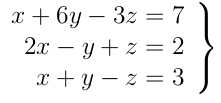 x + 6y − 3z = 7
2x − y + z = 2
x + y − z = 3